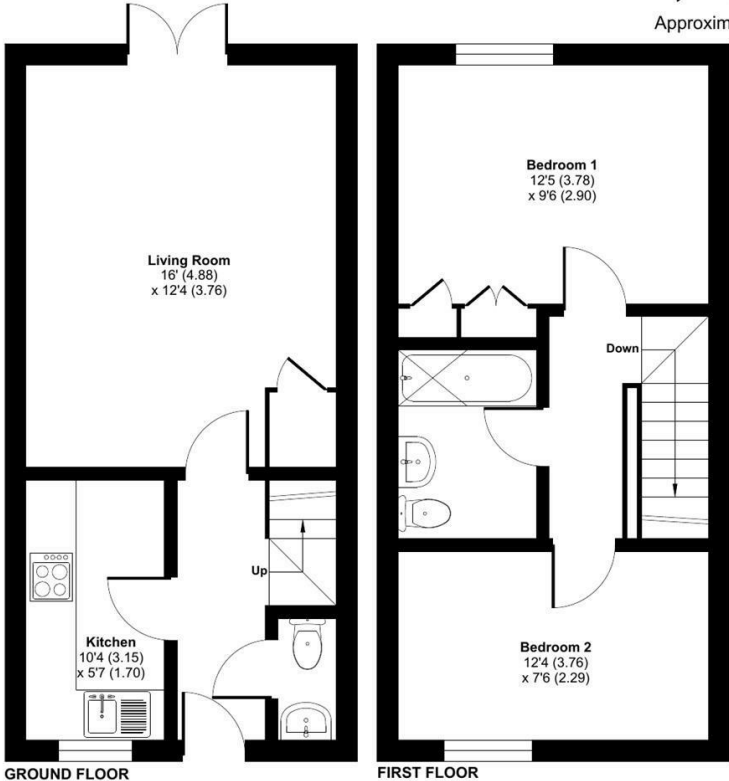 Approxim
Living Room
16' (4.88)
x 12'4 (3.76)
Up
Kitchen
10'4 (3.15)
x 5'7 (1.70)
GROUND FLOOR
Bedroom 1
12'5 (3.78)
x 9'6 (2.90)
Down
Bedroom 2
12'4 (3.76)
x 7'6 (2.29)
FIRST FLOOR